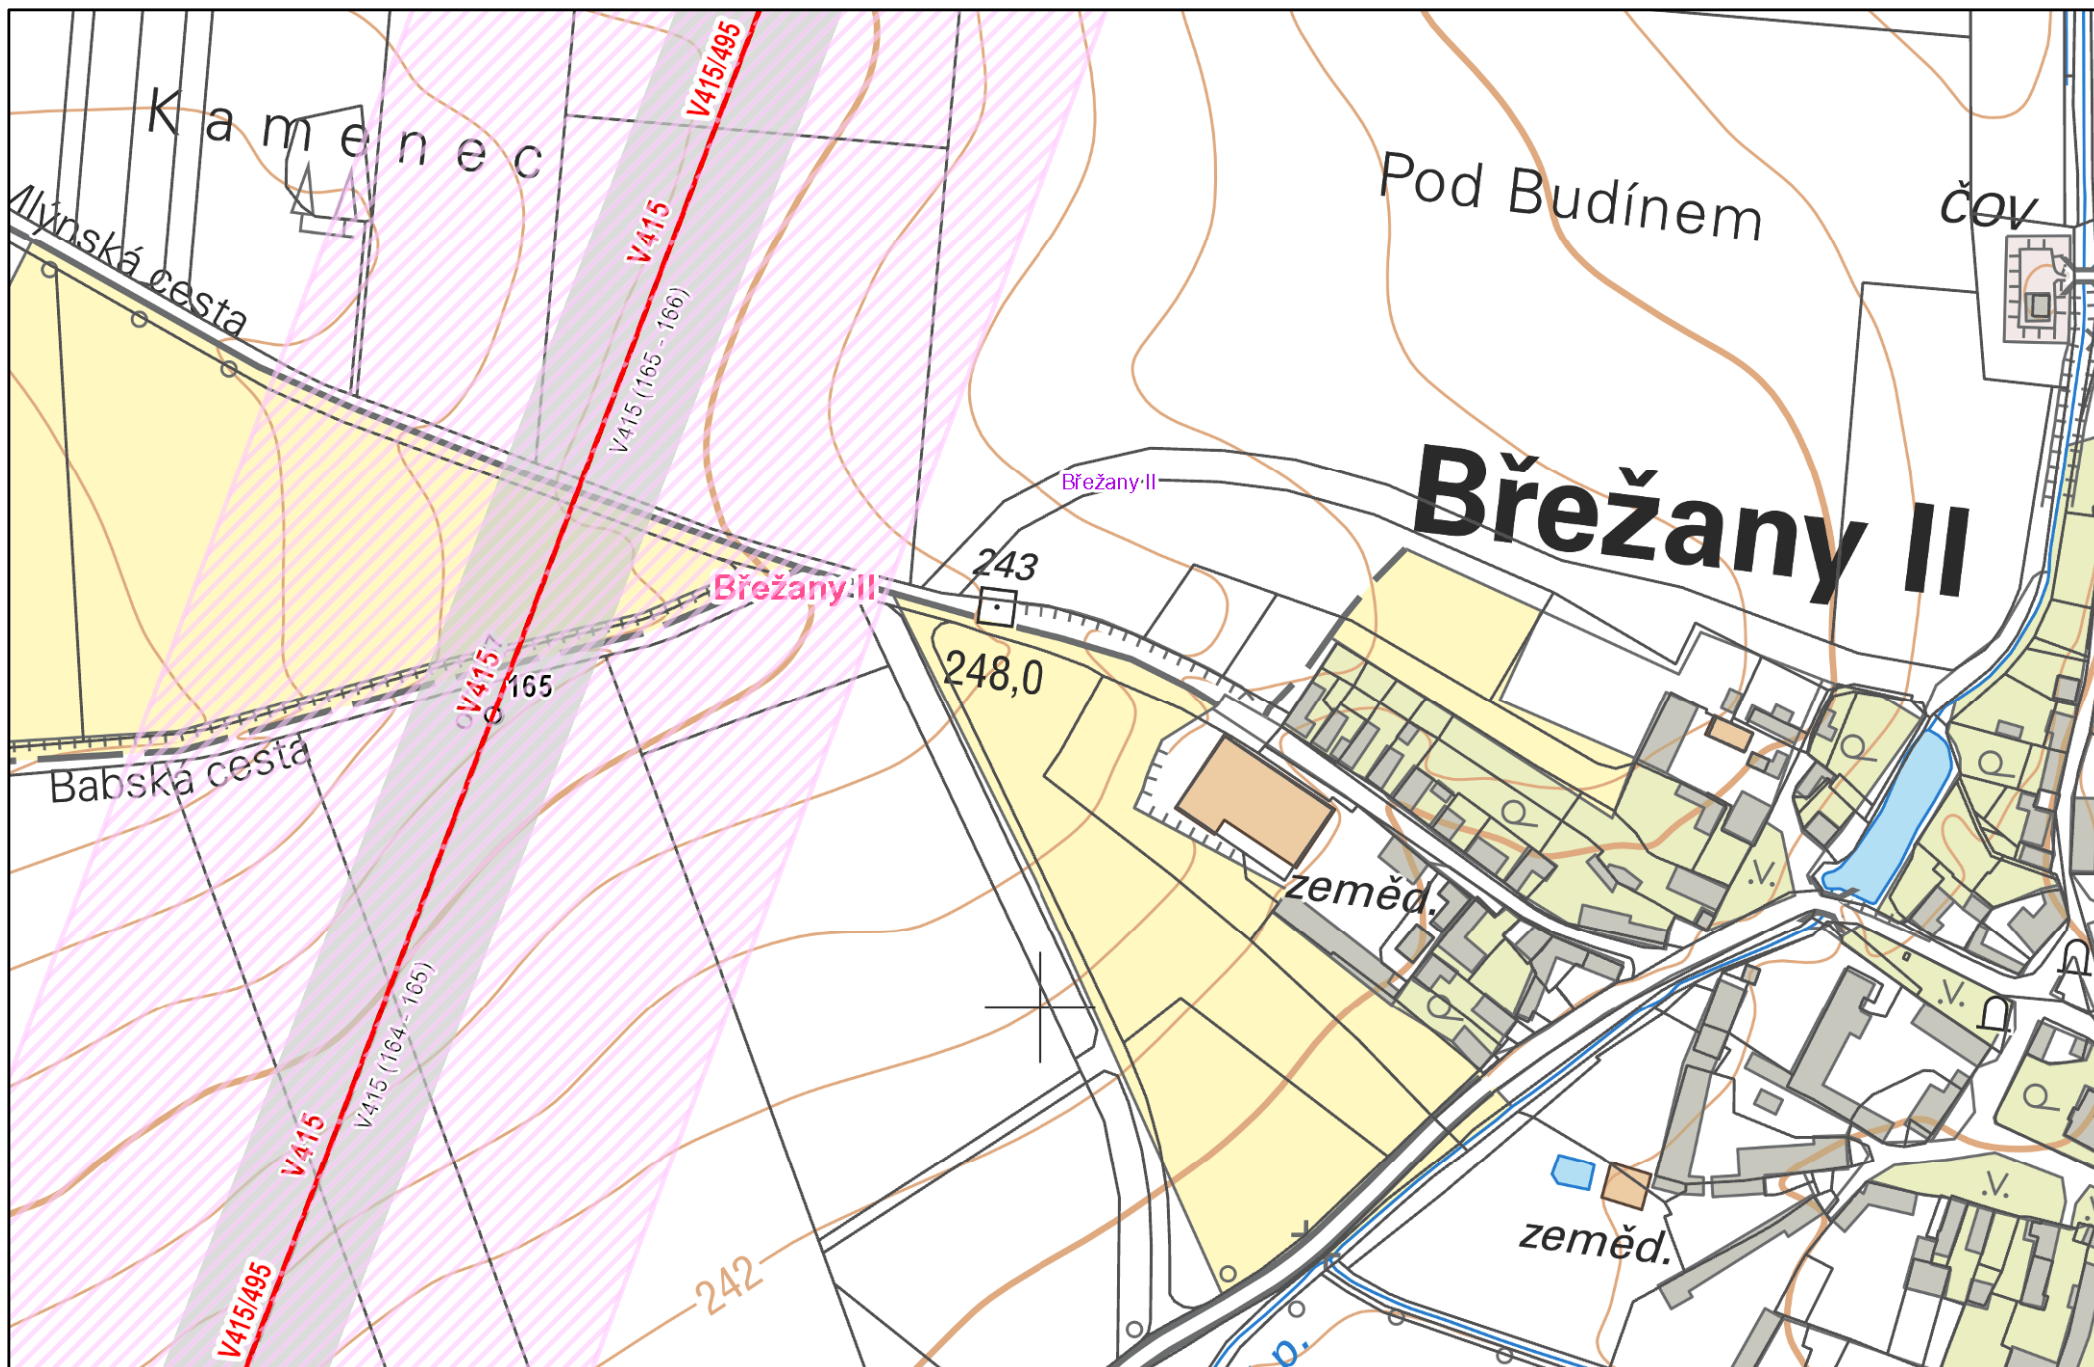 V415/495
Kamenec
Pod Budínem
ČOV
Mlýnská cesta
V415
V415 (165 - 166)
Břežany II
Břežany II
243
Břežany II
248,0
V415
165
Babská cesta
zeměd.
V415 (164 - 165)
V415
zeměd.
242
V415/495
p.